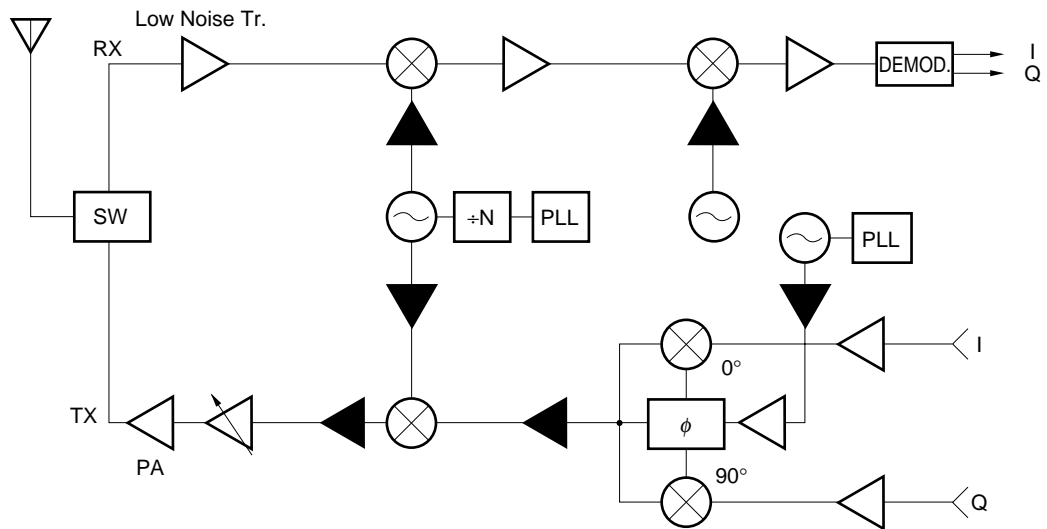 Low Noise Tr.
RX
DEMOD.
I
Q
SW
÷N
PLL
PLL
I
0°
TX
ϕ
PA
90°
Q